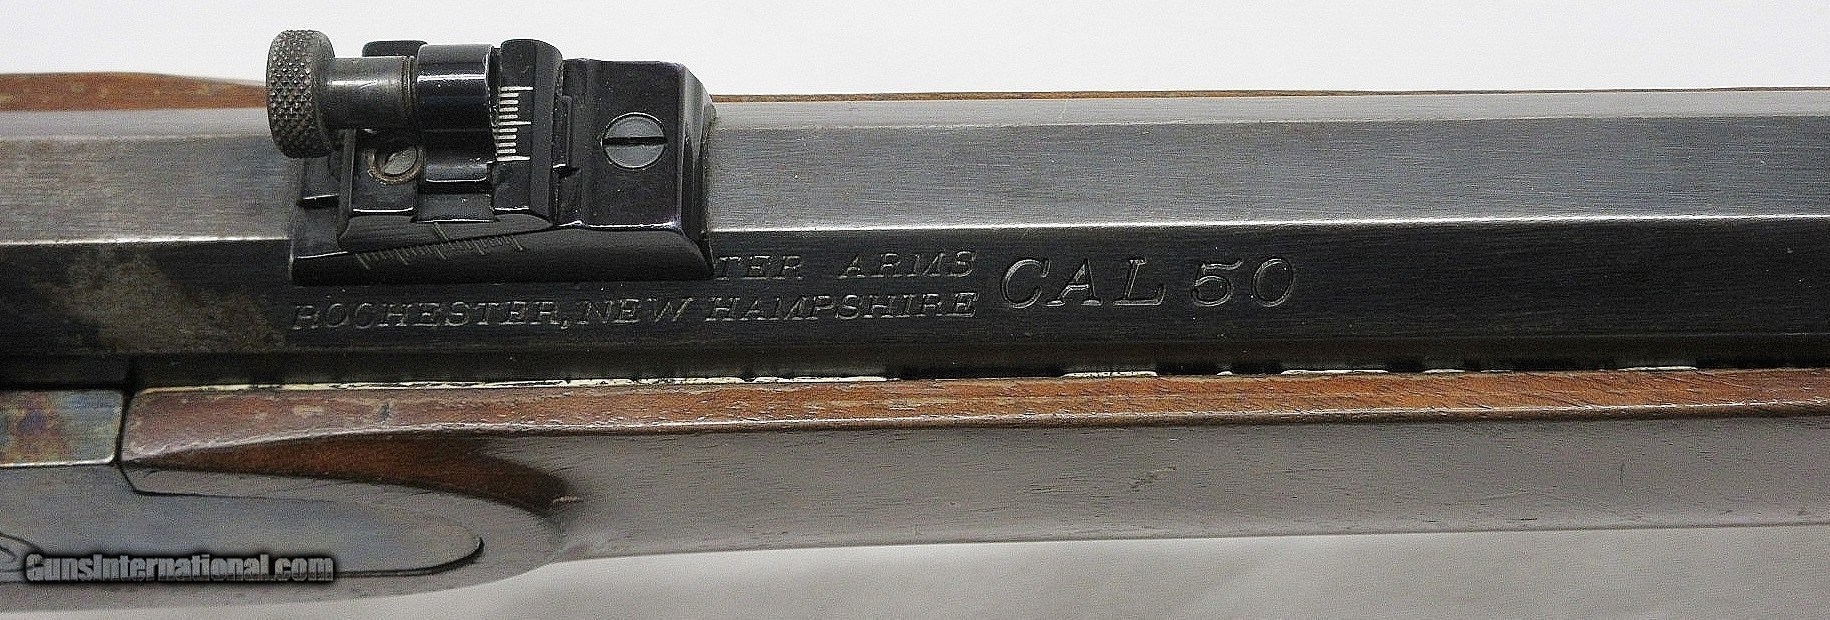 TER ARMS
ROCHESTER, NEW HAMPSHIRE
CAL 50
GunsInternational.com